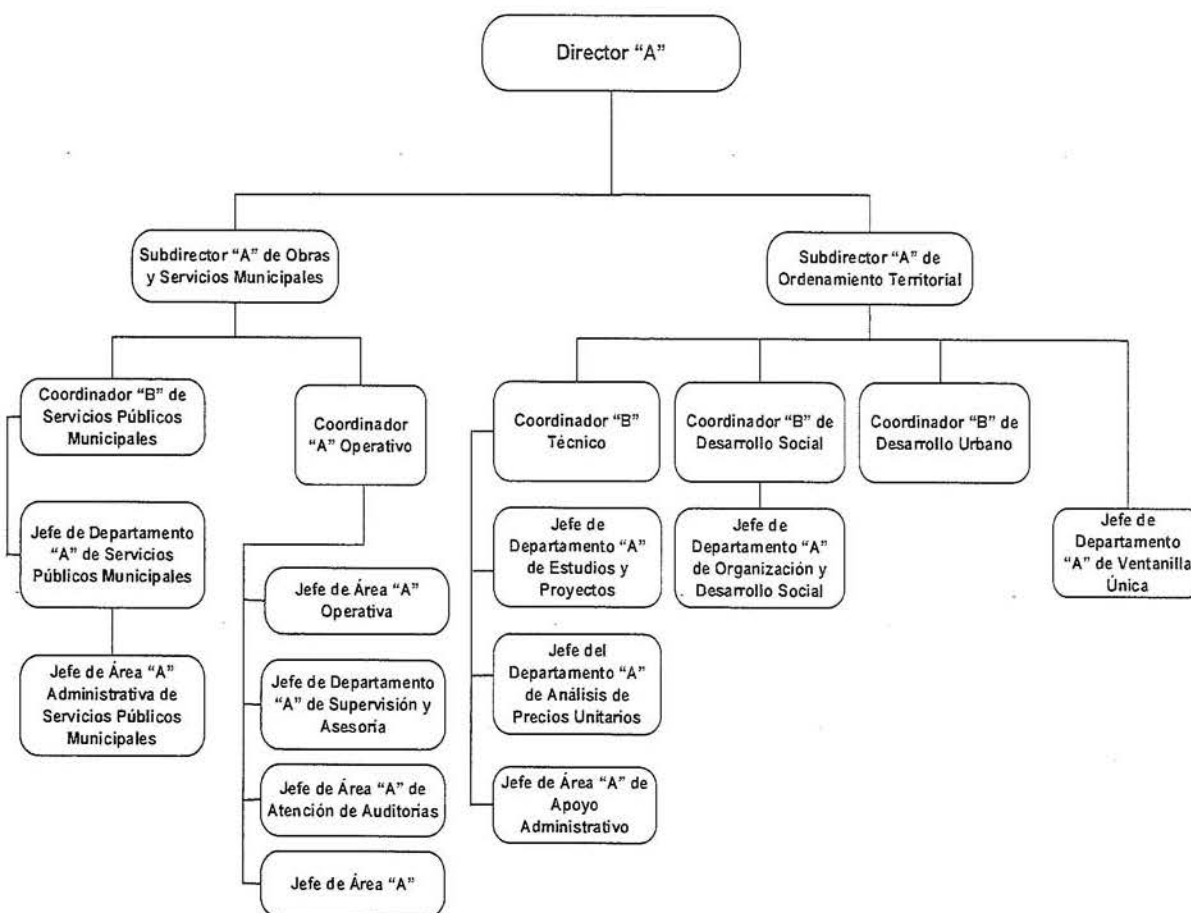 Director “A”
Subdirector “A” de Obras
y Servicios Municipales
Subdirector “A” de
Ordenamiento Territorial
Coordinador “B” de
Servicios Públicos
Municipales
Coordinador
“A” Operativo
Coordinador “B”
Técnico
Coordinador “B” de
Desarrollo Social
Coordinador “B” de
Desarrollo Urbano
Jefe de Departamento
“A” de Servicios
Públicos Municipales
Jefe de
Departamento “A”
de Estudios y
Proyectos
Jefe de
Departamento “A”
de Organización y
Desarrollo Social
Jefe de
Departamento
“A” de Ventanilla
Única
Jefe de Área “A”
Operativa
Jefe de Área “A”
Administrativa de
Servicios Públicos
Municipales
Jefe de Departamento
“A” de Supervisión y
Asesoría
Jefe del
Departamento “A”
de Análisis de
Precios Unitarios
Jefe de Área “A” de
Atención de Auditorias
Jefe de Área “A” de
Apoyo
Administrativo
Jefe de Área “A”